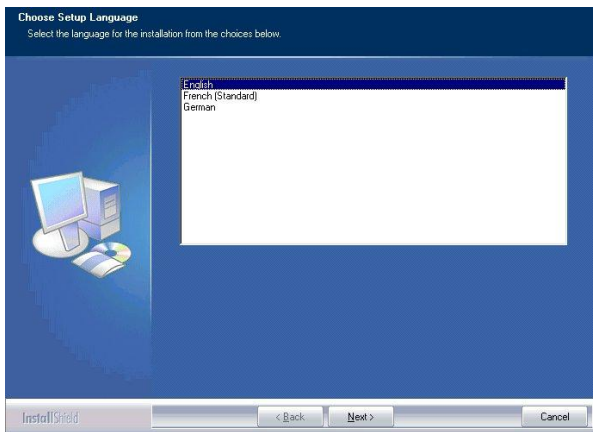 Choose Setup Language
Select the language for the installation from the choices below.
English
French (Standard)
German
InstallShield
< Back
Next >
Cancel